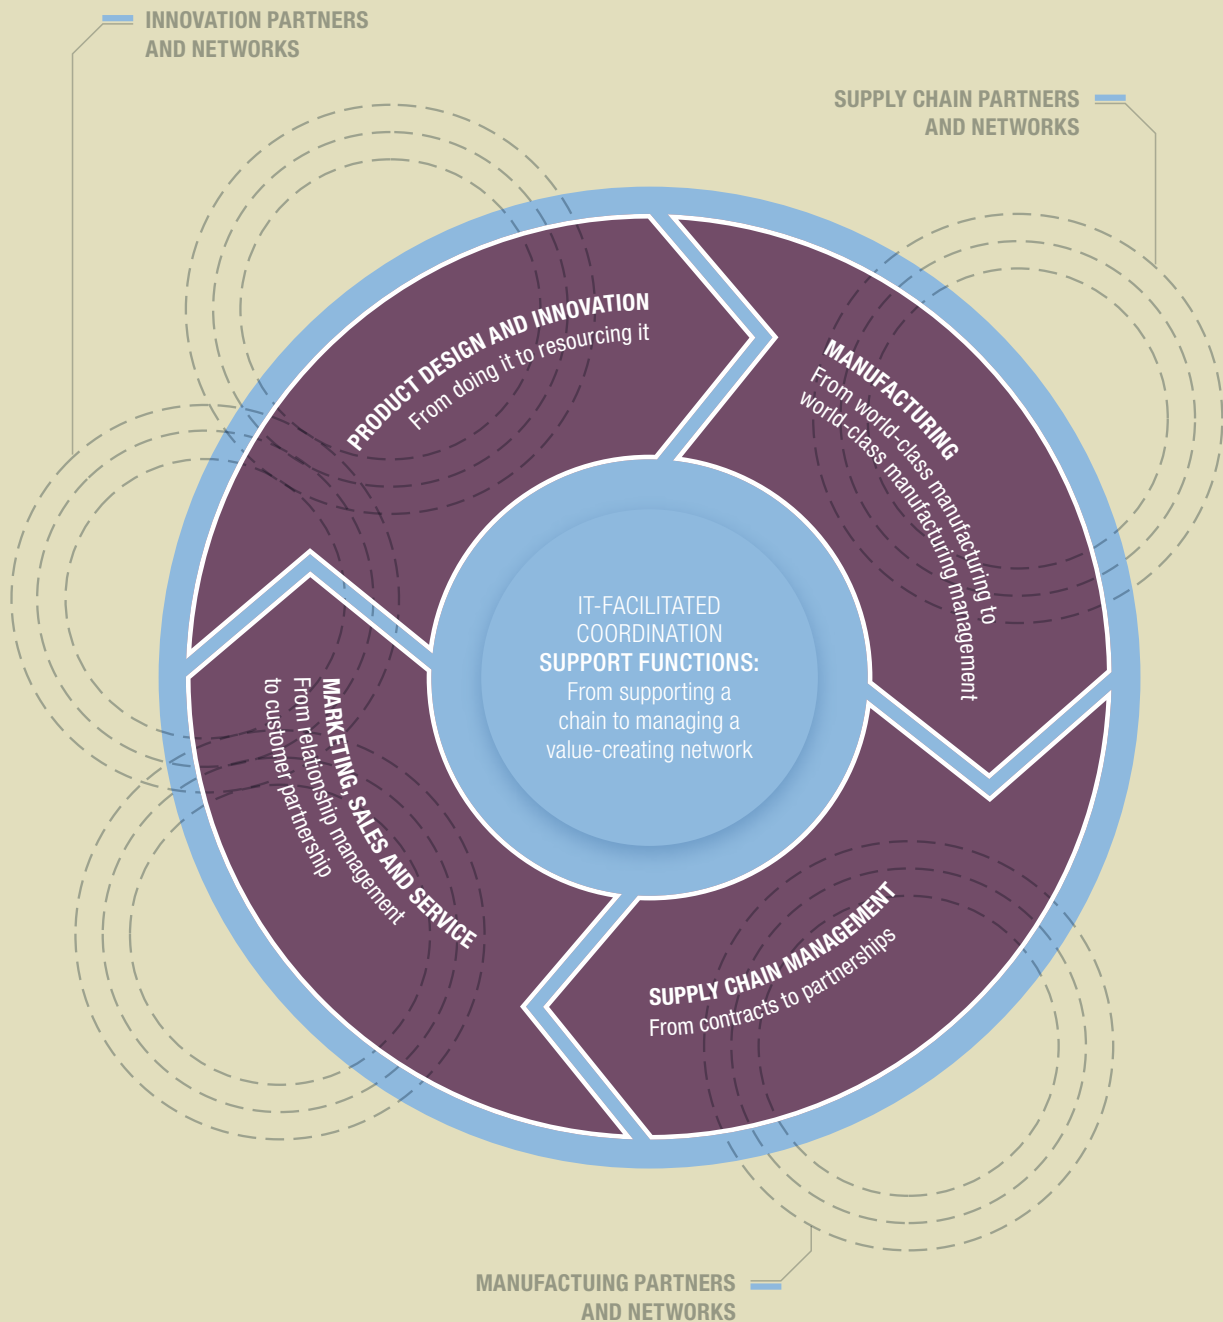 INNOVATION PARTNERS
AND NETWORKS
SUPPLY CHAIN PARTNERS
AND NETWORKS
PRODUCT DESIGN AND INNOVATION
From doing it to resourcing it
MANUFACTURING
From world-class manufacturing to
world-class manufacturing management
IT-FACILITATED
COORDINATION
SUPPORT FUNCTIONS:
From supporting a
chain to managing a
value-creating network
MARKETING, SALES AND SERVICE
From relationship management
to customer partnership
SUPPLY CHAIN MANAGEMENT
From contracts to partnerships
MANUFACTUING PARTNERS
AND NETWORKS